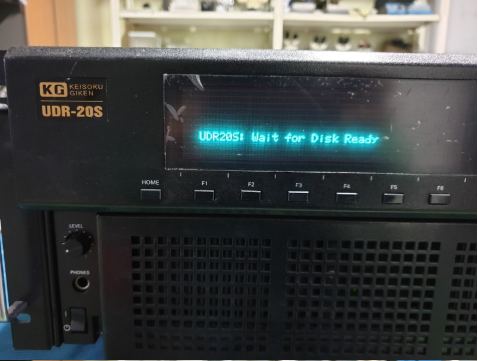 KG KEISOKU
GIKEN
UDR-20S
UDR20S: Wait for Disk Ready
HOME F1 F2 F3 F4 F5 F6
LEVEL
PHONES